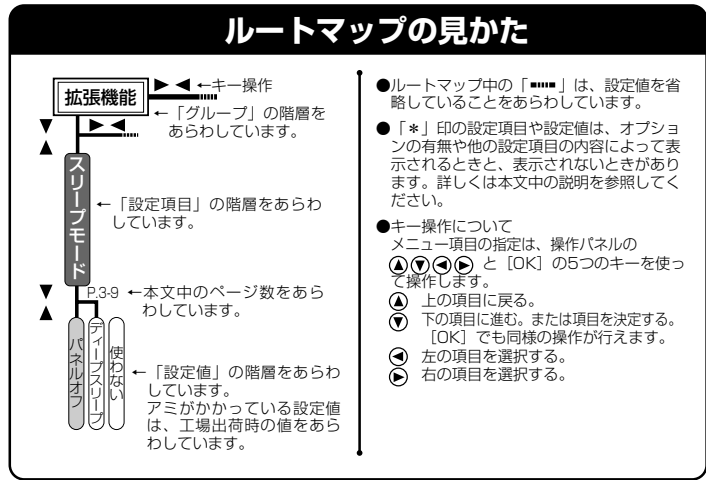 ルートマップの見かた
拡張機能
▶ ◀ ←キー操作
←「グループ」の階層を
あらわしています。
▼ ▶ ◀
▲
スリープモード
←「設定項目」の階層をあらわ
しています。
▼ P.3-9 ←本文中のページ数をあら
▲ わしています。
パネルオフ
ディープスリープ
使わない
←「設定値」の階層をあらわ
しています。
アミがかかっている設定値
は、工場出荷時の値をあら
わしています。
●ルートマップ中の「 」は、設定値を省
略していることをあらわしています。
●「＊」印の設定項目や設定値は、オプショ
ンの有無や他の設定項目の内容によって表
示されるときと、表示されないときがあり
ます。詳しくは本文中の説明を参照してく
ださい。
●キー操作について
メニュー項目の指定は、操作パネルの
▲▼◀▶ と［OK］の5つのキーを使っ
て操作します。
▲ 上の項目に戻る。
▼ 下の項目に進む。または項目を決定する。
［OK］でも同様の操作が行えます。
◀ 左の項目を選択する。
▶ 右の項目を選択する。